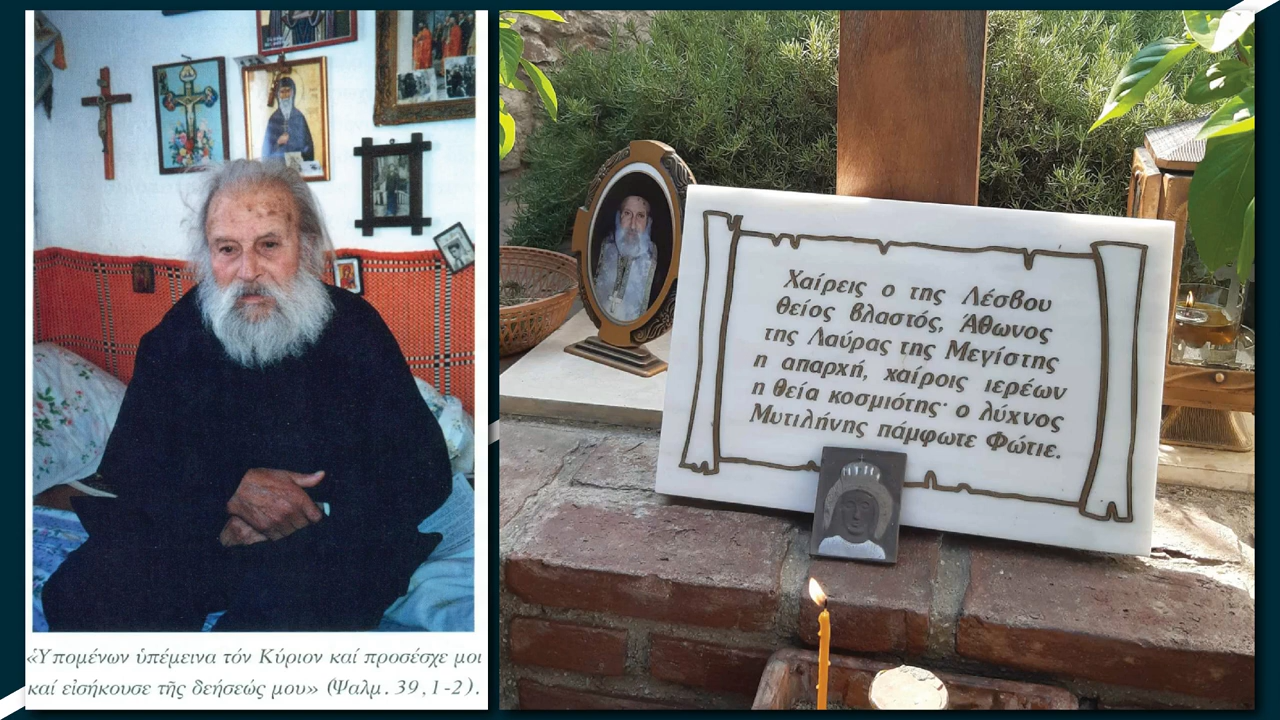 «Ὑπομένων ὑπέμεινα τόν Κύριον καί προσέσχε μοι
καί εἰσήκουσε τῆς δεήσεώς μου» (Ψαλμ. 39, 1-2).
Χαίρεις ο της Λέσβου
θείος βλαστός, Άθωνος
της Λαύρας της Μεγίστης
η απαρχή, χαίροις ιερέων
η θεία κοσμιότης· ο λύχνος
Μυτιλήνης πάμφωτε Φώτιε.